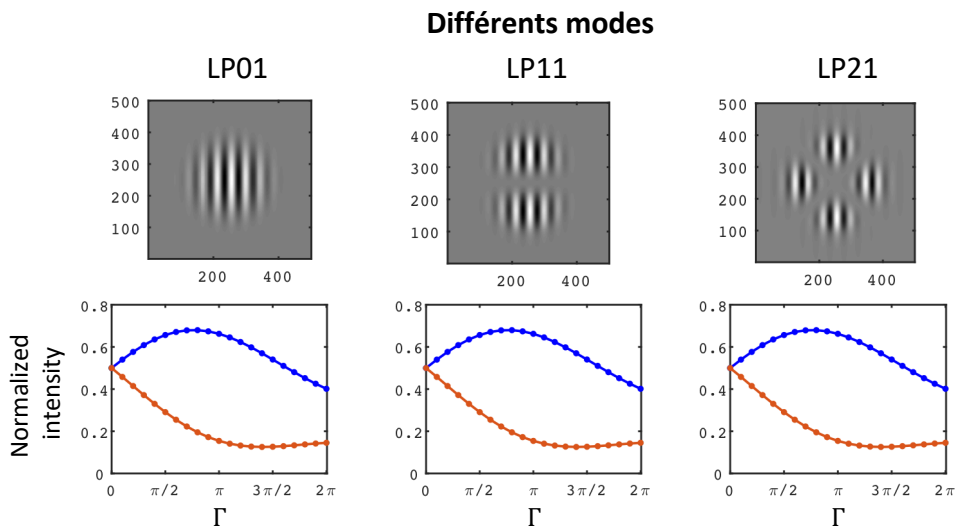 Différents modes
LP01 LP11 LP21
500 500 500
400 400 400
300 300 300
200 200 200
100 100 100
200 400 200 400 200 400
0.8 0.8 0.8
0.6 0.6 0.6
0.4 0.4 0.4
0.2 0.2 0.2
0 0 0
0 π/2 π 3π/2 2π 0 π/2 π 3π/2 2π 0 π/2 π 3π/2 2π
Normalized
intensity
Γ Γ Γ